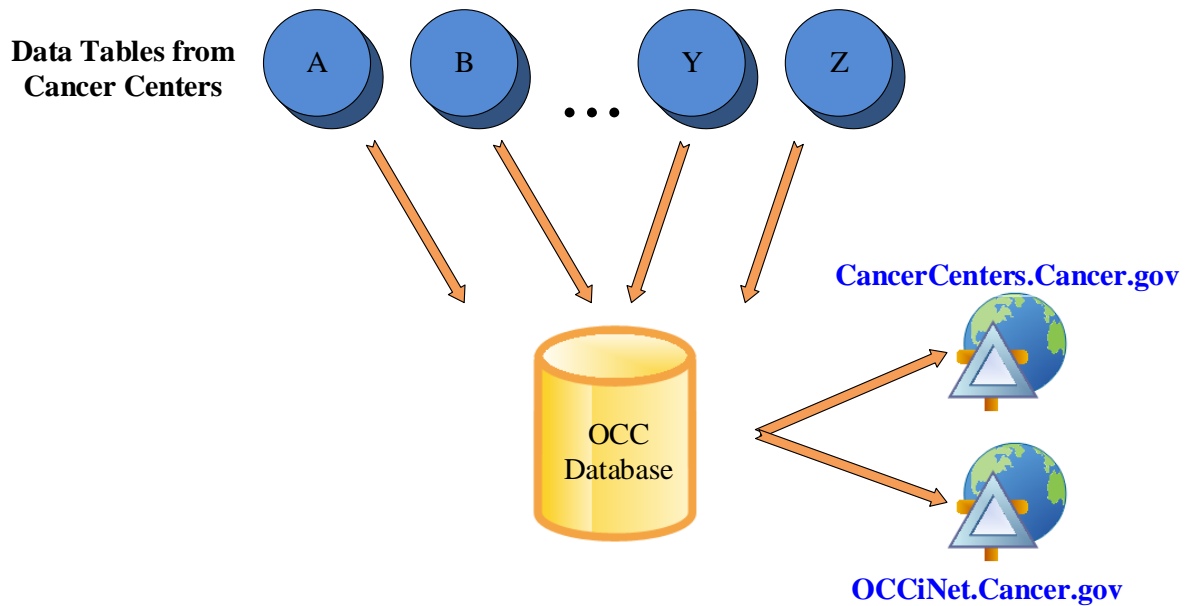 Data Tables from
Cancer Centers
A
B
...
Y
Z
CancerCenters.Cancer.gov
OCC
Database
OCCiNet.Cancer.gov